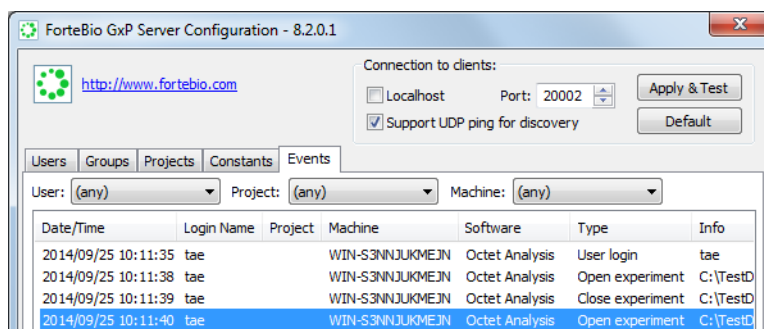 ForteBio GxP Server Configuration - 8.2.0.1
http://www.fortebio.com
Connection to clients:
Localhost Port: 20002 Apply & Test
Support UDP ping for discovery Default
Users Groups Projects Constants Events
User: (any) Project: (any) Machine: (any)
Date/Time Login Name Project Machine Software Type Info
2014/09/25 10:11:35 tae WIN-S3NNJUKMEJN Octet Analysis User login tae
2014/09/25 10:11:38 tae WIN-S3NNJUKMEJN Octet Analysis Open experiment C:\TestD
2014/09/25 10:11:39 tae WIN-S3NNJUKMEJN Octet Analysis Close experiment C:\TestD
2014/09/25 10:11:40 tae WIN-S3NNJUKMEJN Octet Analysis Open experiment C:\TestD